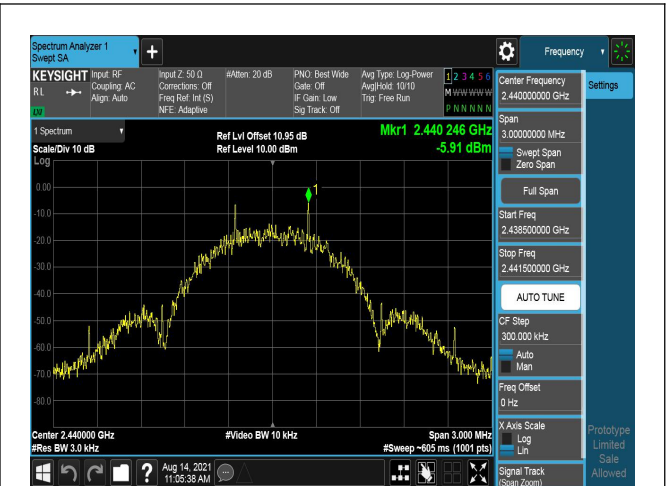 Spectrum Analyzer 1
Swept SA
+
Frequency
KEYSIGHT
RL
Input: RF
Coupling: AC
Align: Auto
Input Z: 50 Ω
Corrections: Off
Freq Ref: Int (S)
NFE: Adaptive
#Atten: 20 dB
PNO: Best Wide
Gate: Off
IF Gain: Low
Sig Track: Off
Avg Type: Log-Power
Avg|Hold: 10/10
Trig: Free Run
1 2 3 4 5 6
M W W W W W
P N N N N N
1 Spectrum
Scale/Div 10 dB
Log
Ref Lvl Offset 10.95 dB
Ref Level 10.00 dBm
Mkr1 2.440 246 GHz
-5.91 dBm
1
0.00
-10.0
-20.0
-30.0
-40.0
-50.0
-60.0
-70.0
-80.0
Center 2.440000 GHz
#Res BW 3.0 kHz
#Video BW 10 kHz
Span 3.000 MHz
#Sweep ~605 ms (1001 pts)
?
Aug 14, 2021
11:05:38 AM
Center Frequency
2.440000000 GHz
Span
3.00000000 MHz
Swept Span
Zero Span
Full Span
Start Freq
2.438500000 GHz
Stop Freq
2.441500000 GHz
AUTO TUNE
CF Step
300.000 kHz
Auto
Man
Freq Offset
0 Hz
X Axis Scale
Log
Lin
Signal Track
(Span Zoom)
Settings
Prototype
Limited
Sale
Allowed